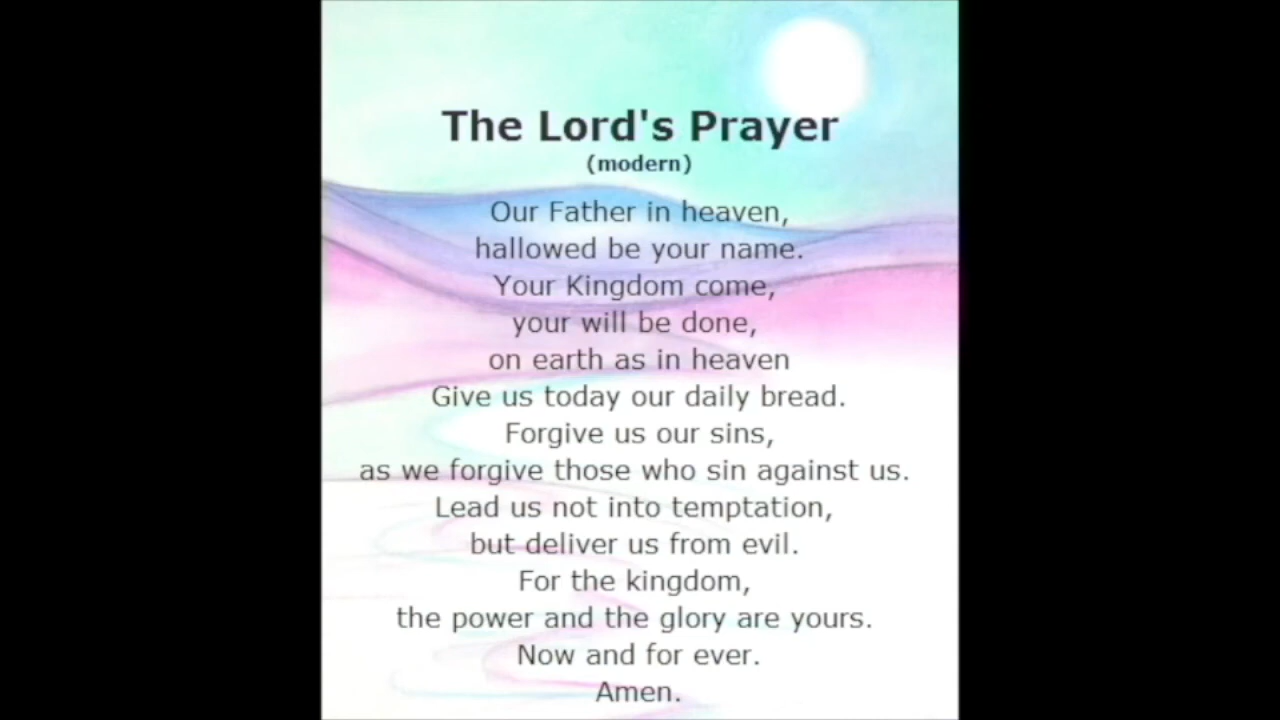 The Lord's Prayer
(modern)
Our Father in heaven,
hallowed be your name.
Your Kingdom come,
your will be done,
on earth as in heaven
Give us today our daily bread.
Forgive us our sins,
as we forgive those who sin against us.
Lead us not into temptation,
but deliver us from evil.
For the kingdom,
the power and the glory are yours.
Now and for ever.
Amen.